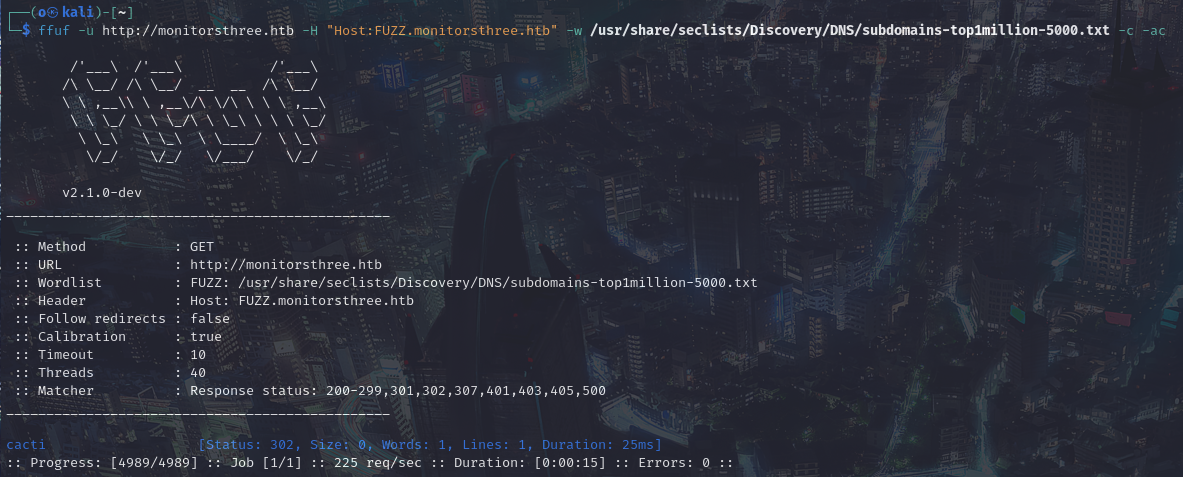 ┌──(o㉿kali)-[~]
└─$ ffuf -u http://monitorsthree.htb -H "Host:FUZZ.monitorsthree.htb" -w /usr/share/seclists/Discovery/DNS/subdomains-top1million-5000.txt -c -ac

        /'___\  /'___\           /'___\
       /\ \__/ /\ \__/  __  __  /\ \__/
       \ \ ,__\\ \ ,__\/\ \/\ \ \ \ ,__\
        \ \ \_/ \ \ \_/\ \ \_\ \ \ \ \_/
         \ \_\   \ \_\  \ \____/  \ \_\
          \/_/    \/_/   \/___/    \/_/

       v2.1.0-dev
________________________________________________

 :: Method           : GET
 :: URL              : http://monitorsthree.htb
 :: Wordlist         : FUZZ: /usr/share/seclists/Discovery/DNS/subdomains-top1million-5000.txt
 :: Header           : Host: FUZZ.monitorsthree.htb
 :: Follow redirects : false
 :: Calibration      : true
 :: Timeout          : 10
 :: Threads          : 40
 :: Matcher          : Response status: 200-299,301,302,307,401,403,405,500
________________________________________________

cacti                   [Status: 302, Size: 0, Words: 1, Lines: 1, Duration: 25ms]
:: Progress: [4989/4989] :: Job [1/1] :: 225 req/sec :: Duration: [0:00:15] :: Errors: 0 ::